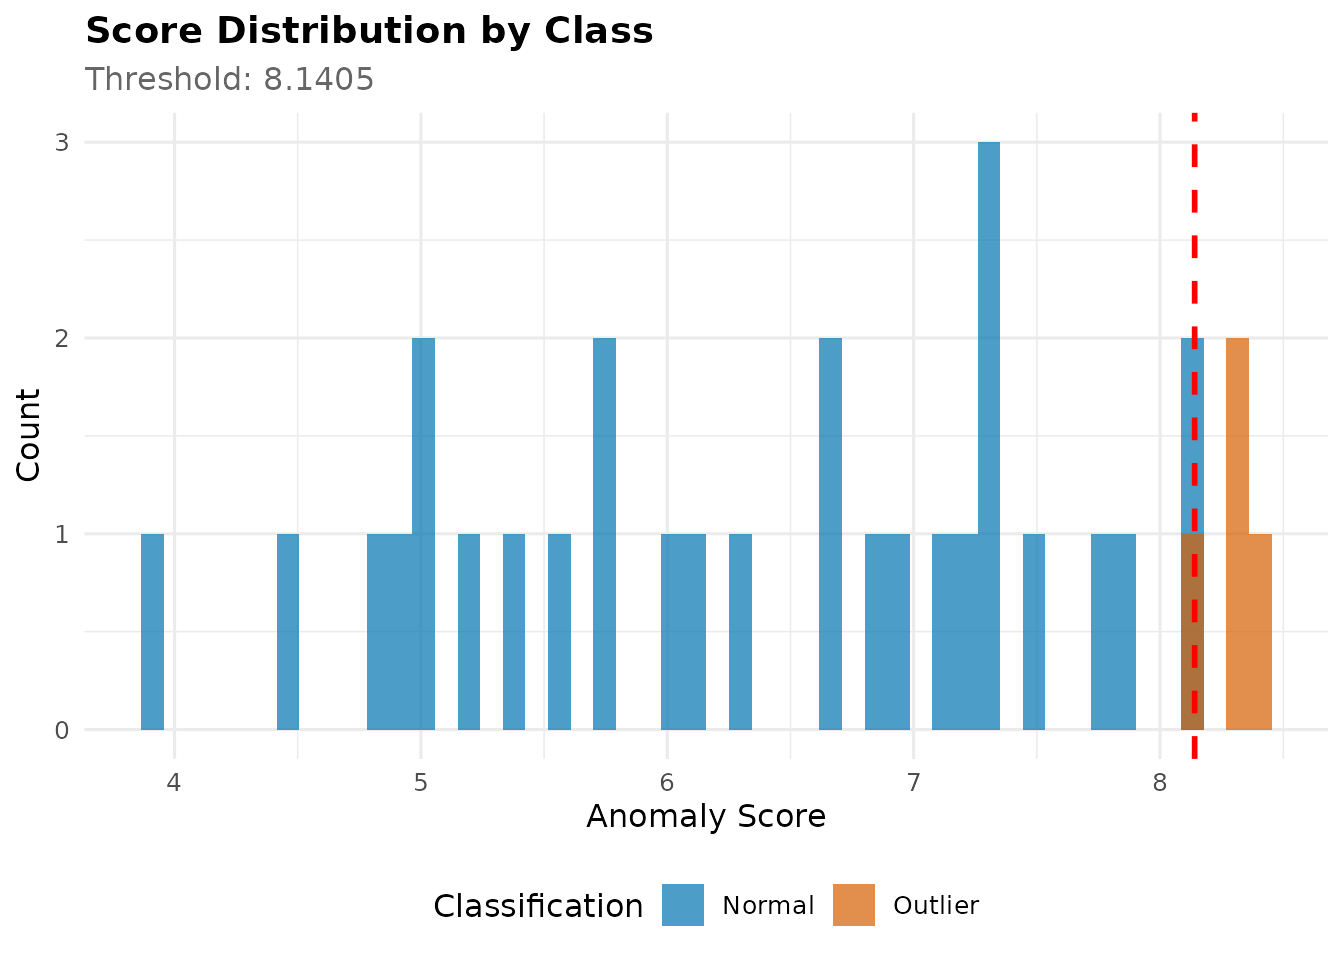 Score Distribution by Class
Threshold: 8.1405
3
2
1
0
Count
4 5 6 7 8
Anomaly Score
Classification Normal Outlier